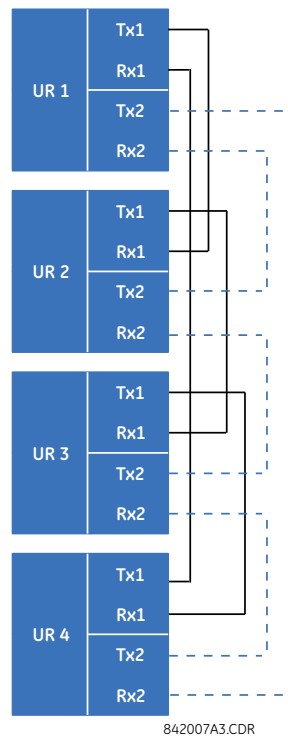 Tx1
Rx1
UR 1
Tx2
Rx2
Tx1
Rx1
UR 2
Tx2
Rx2
Tx1
Rx1
UR 3
Tx2
Rx2
Tx1
Rx1
UR 4
Tx2
Rx2
842007A3.CDR